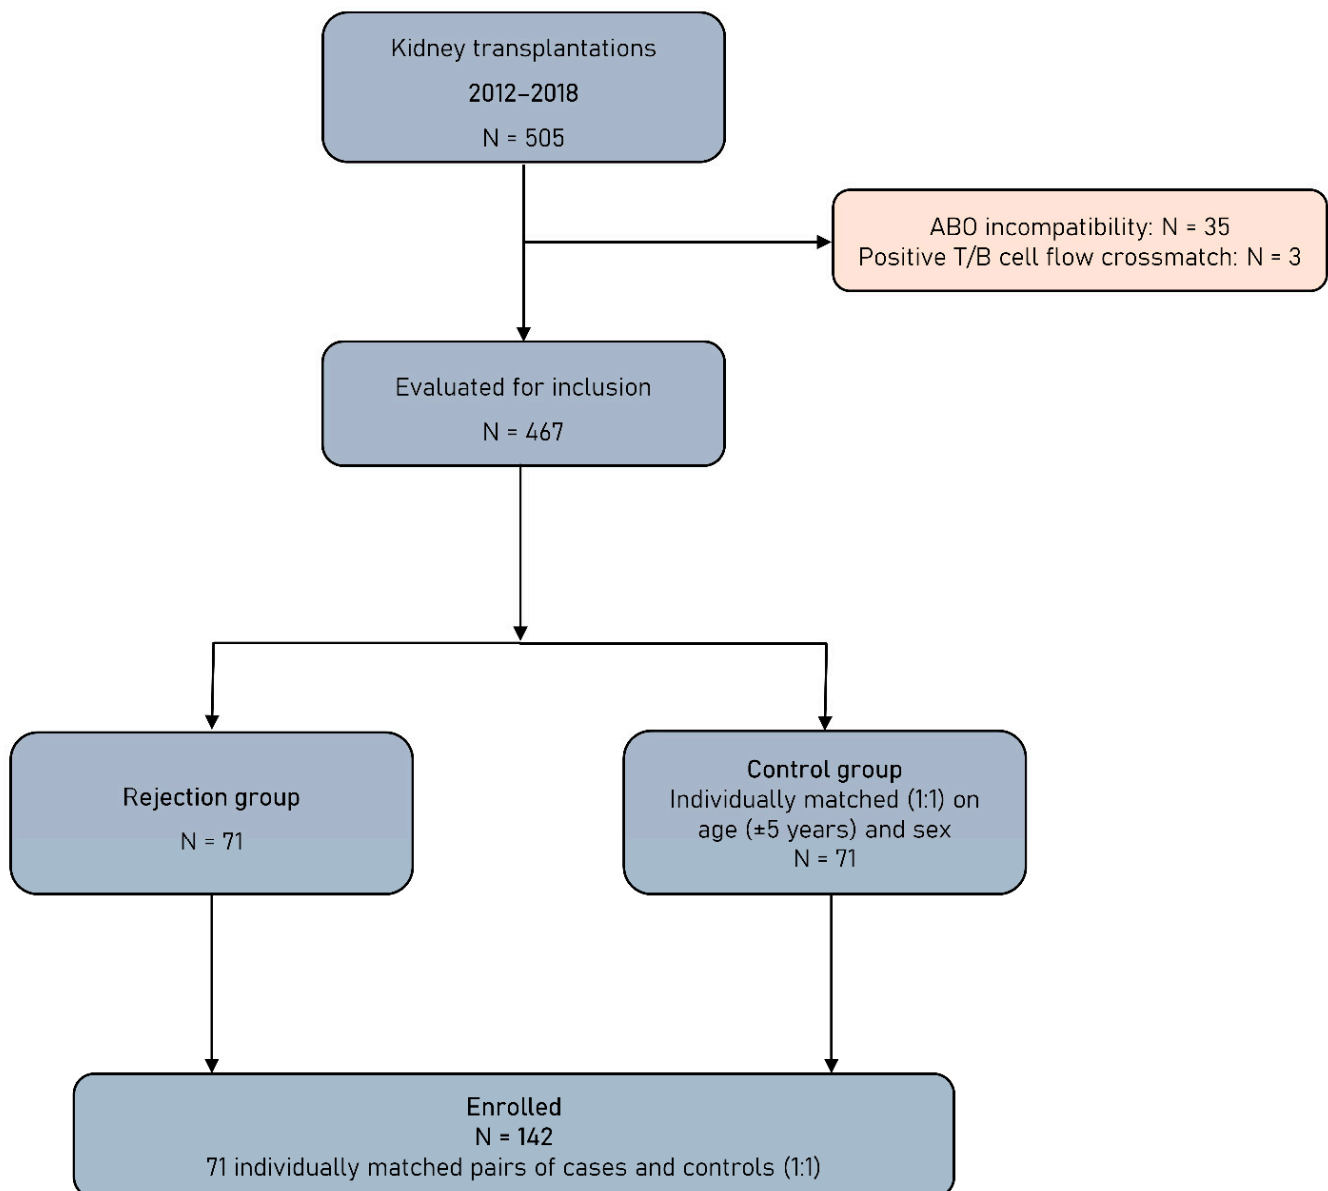 Kidney transplantations
2012–2018
N = 505
ABO incompatibility: N = 35
Positive T/B cell flow crossmatch: N = 3
Evaluated for inclusion
N = 467
Rejection group
N = 71
Control group
Individually matched (1:1) on
age (±5 years) and sex
N = 71
Enrolled
N = 142
71 individually matched pairs of cases and controls (1:1)